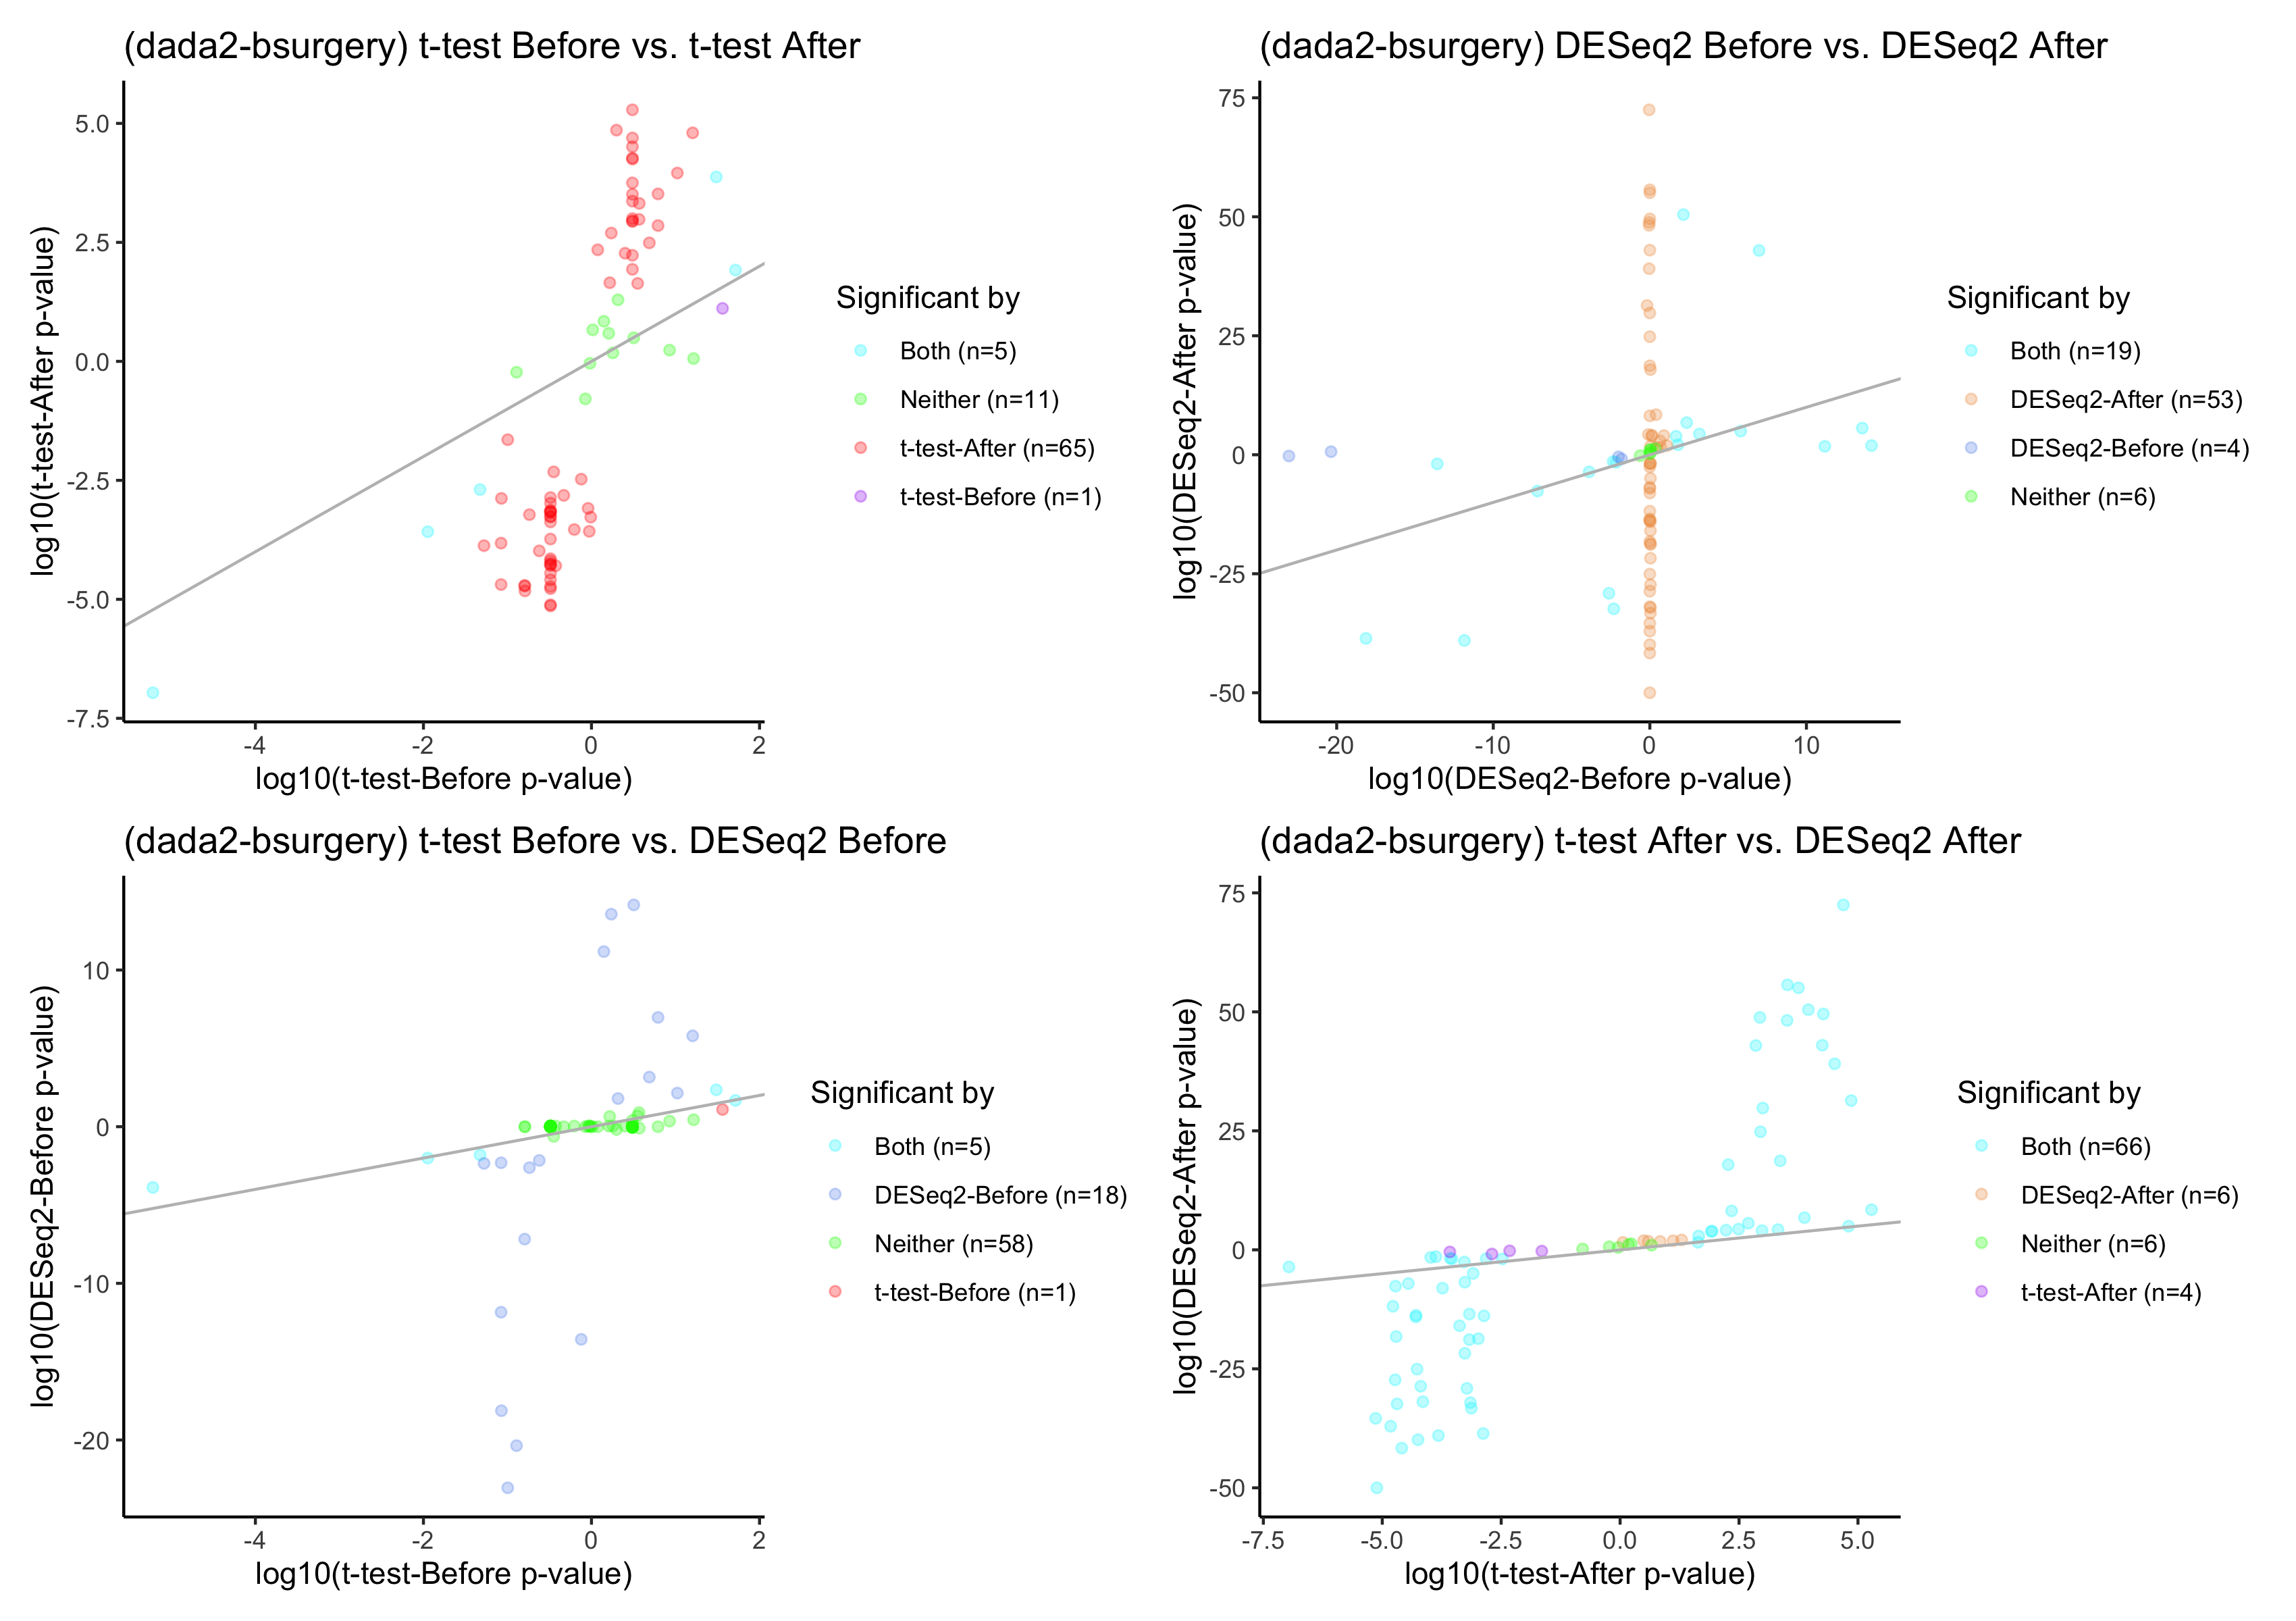 (dada2-bsurgery) t-test Before vs. t-test After
log10(t-test-After p-value)
5.0
2.5
0.0
-2.5
-5.0
-7.5
-4
-2
0
2
log10(t-test-Before p-value)
Significant by
Both (n=5)
Neither (n=11)
t-test-After (n=65)
t-test-Before (n=1)
(dada2-bsurgery) DESeq2 Before vs. DESeq2 After
log10(DESeq2-After p-value)
75
50
25
0
-25
-50
-20
-10
0
10
log10(DESeq2-Before p-value)
Significant by
Both (n=19)
DESeq2-After (n=53)
DESeq2-Before (n=4)
Neither (n=6)
(dada2-bsurgery) t-test Before vs. DESeq2 Before
log10(DESeq2-Before p-value)
10
0
-10
-20
-4
-2
0
2
log10(t-test-Before p-value)
Significant by
Both (n=5)
DESeq2-Before (n=18)
Neither (n=58)
t-test-Before (n=1)
(dada2-bsurgery) t-test After vs. DESeq2 After
log10(DESeq2-After p-value)
75
50
25
0
-25
-50
-7.5
-5.0
-2.5
0.0
2.5
5.0
log10(t-test-After p-value)
Significant by
Both (n=66)
DESeq2-After (n=6)
Neither (n=6)
t-test-After (n=4)